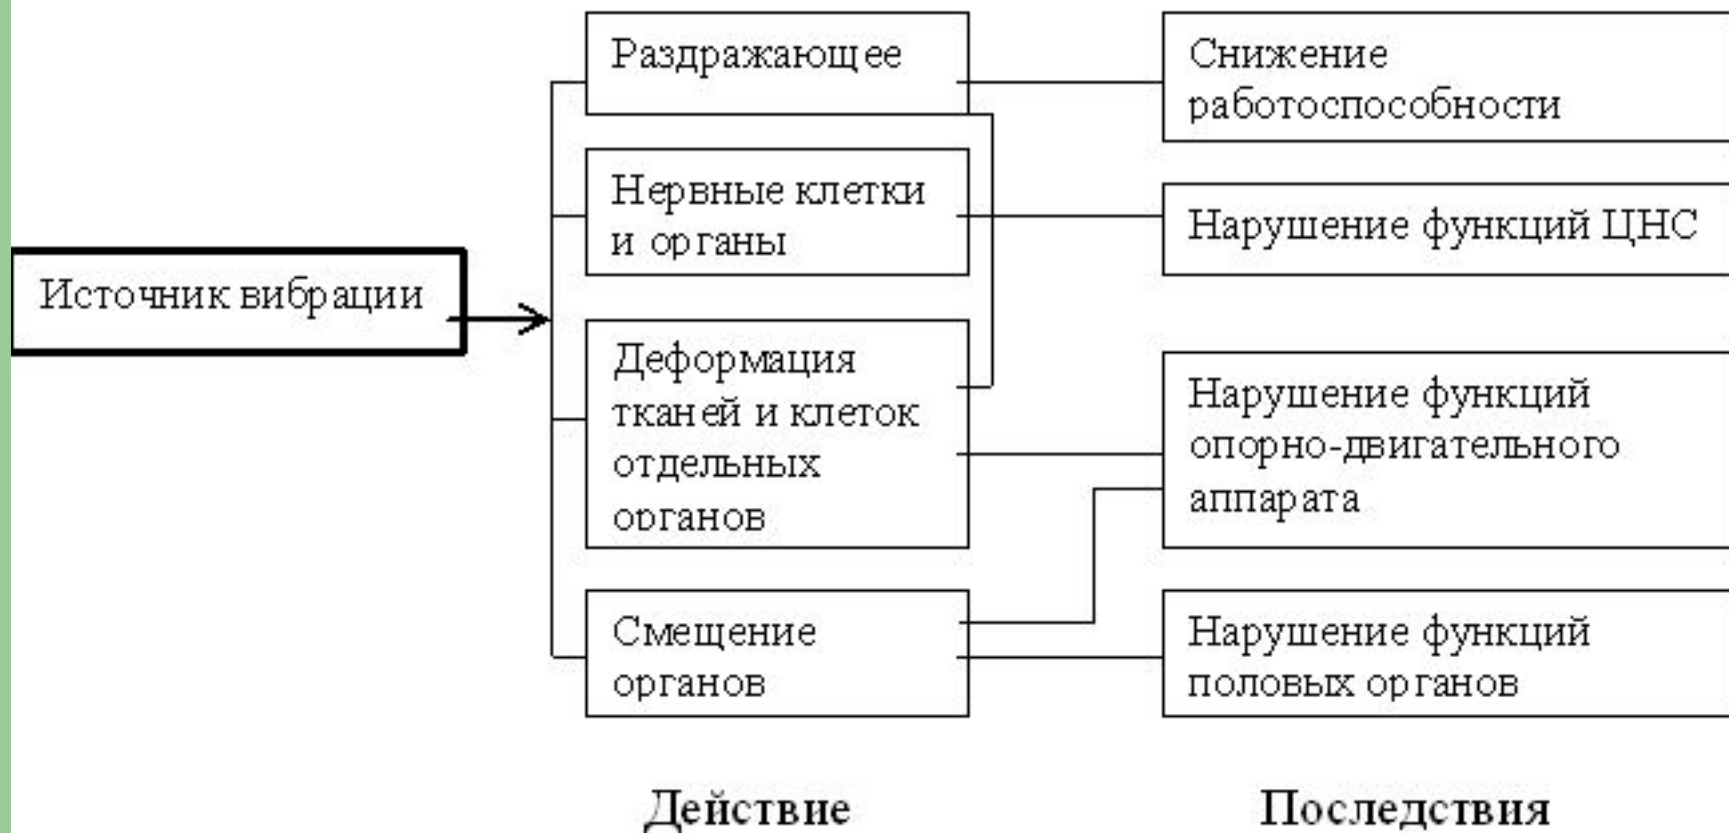 Раздражающее
Снижение
работоспособности
Нервные клетки
и органы
Нарушение функций ЦНС
Источник вибрации
Деформация
тканей и клеток
отдельных
органов
Нарушение функций
опорно-двигательного
аппарата
Смещение
органов
Нарушение функций
половых органов
Действие
Последствия